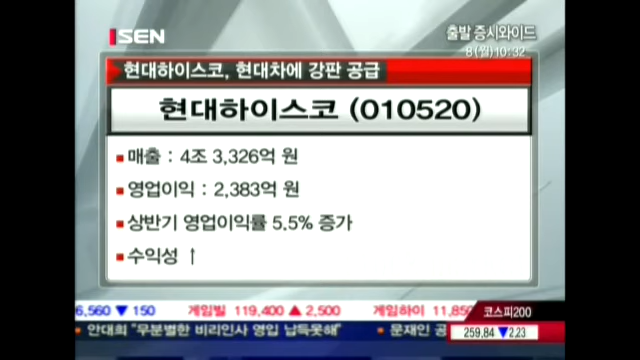 SEN
출발 증시와이드
8(월)10:32
현대하이스코, 현대차에 강판 공급
현대하이스코 (010520)
매출 : 4조 3,326억 원
영업이익 : 2,383억 원
상반기 영업이익률 5.5% 증가
수익성 ↑
6,560 ▼ 150 게임빌 119,400 ▲ 2,500 게임하이 11,850
코스피200
안대희 "무분별한 비리인사 영입 납득못해" 문재인 공
259.84 ▼2.23